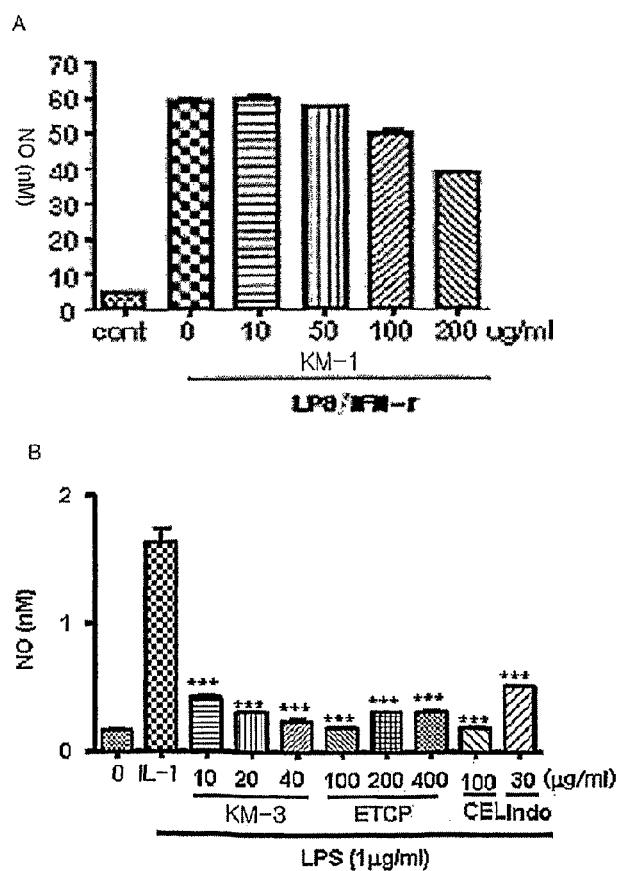 A
NO (nM)
70
60
50
40
30
20
10
0
cont 0 10 50 100 200 ug/ml
KM-1
B
NO (nM)
2
1
0
*** *** *** *** *** *** *** ***
0 IL-1 10 20 40 100 200 400 100 30 (μg/ml)
KM-3 ETCP CEL Indo
LPS (1μg/ml)